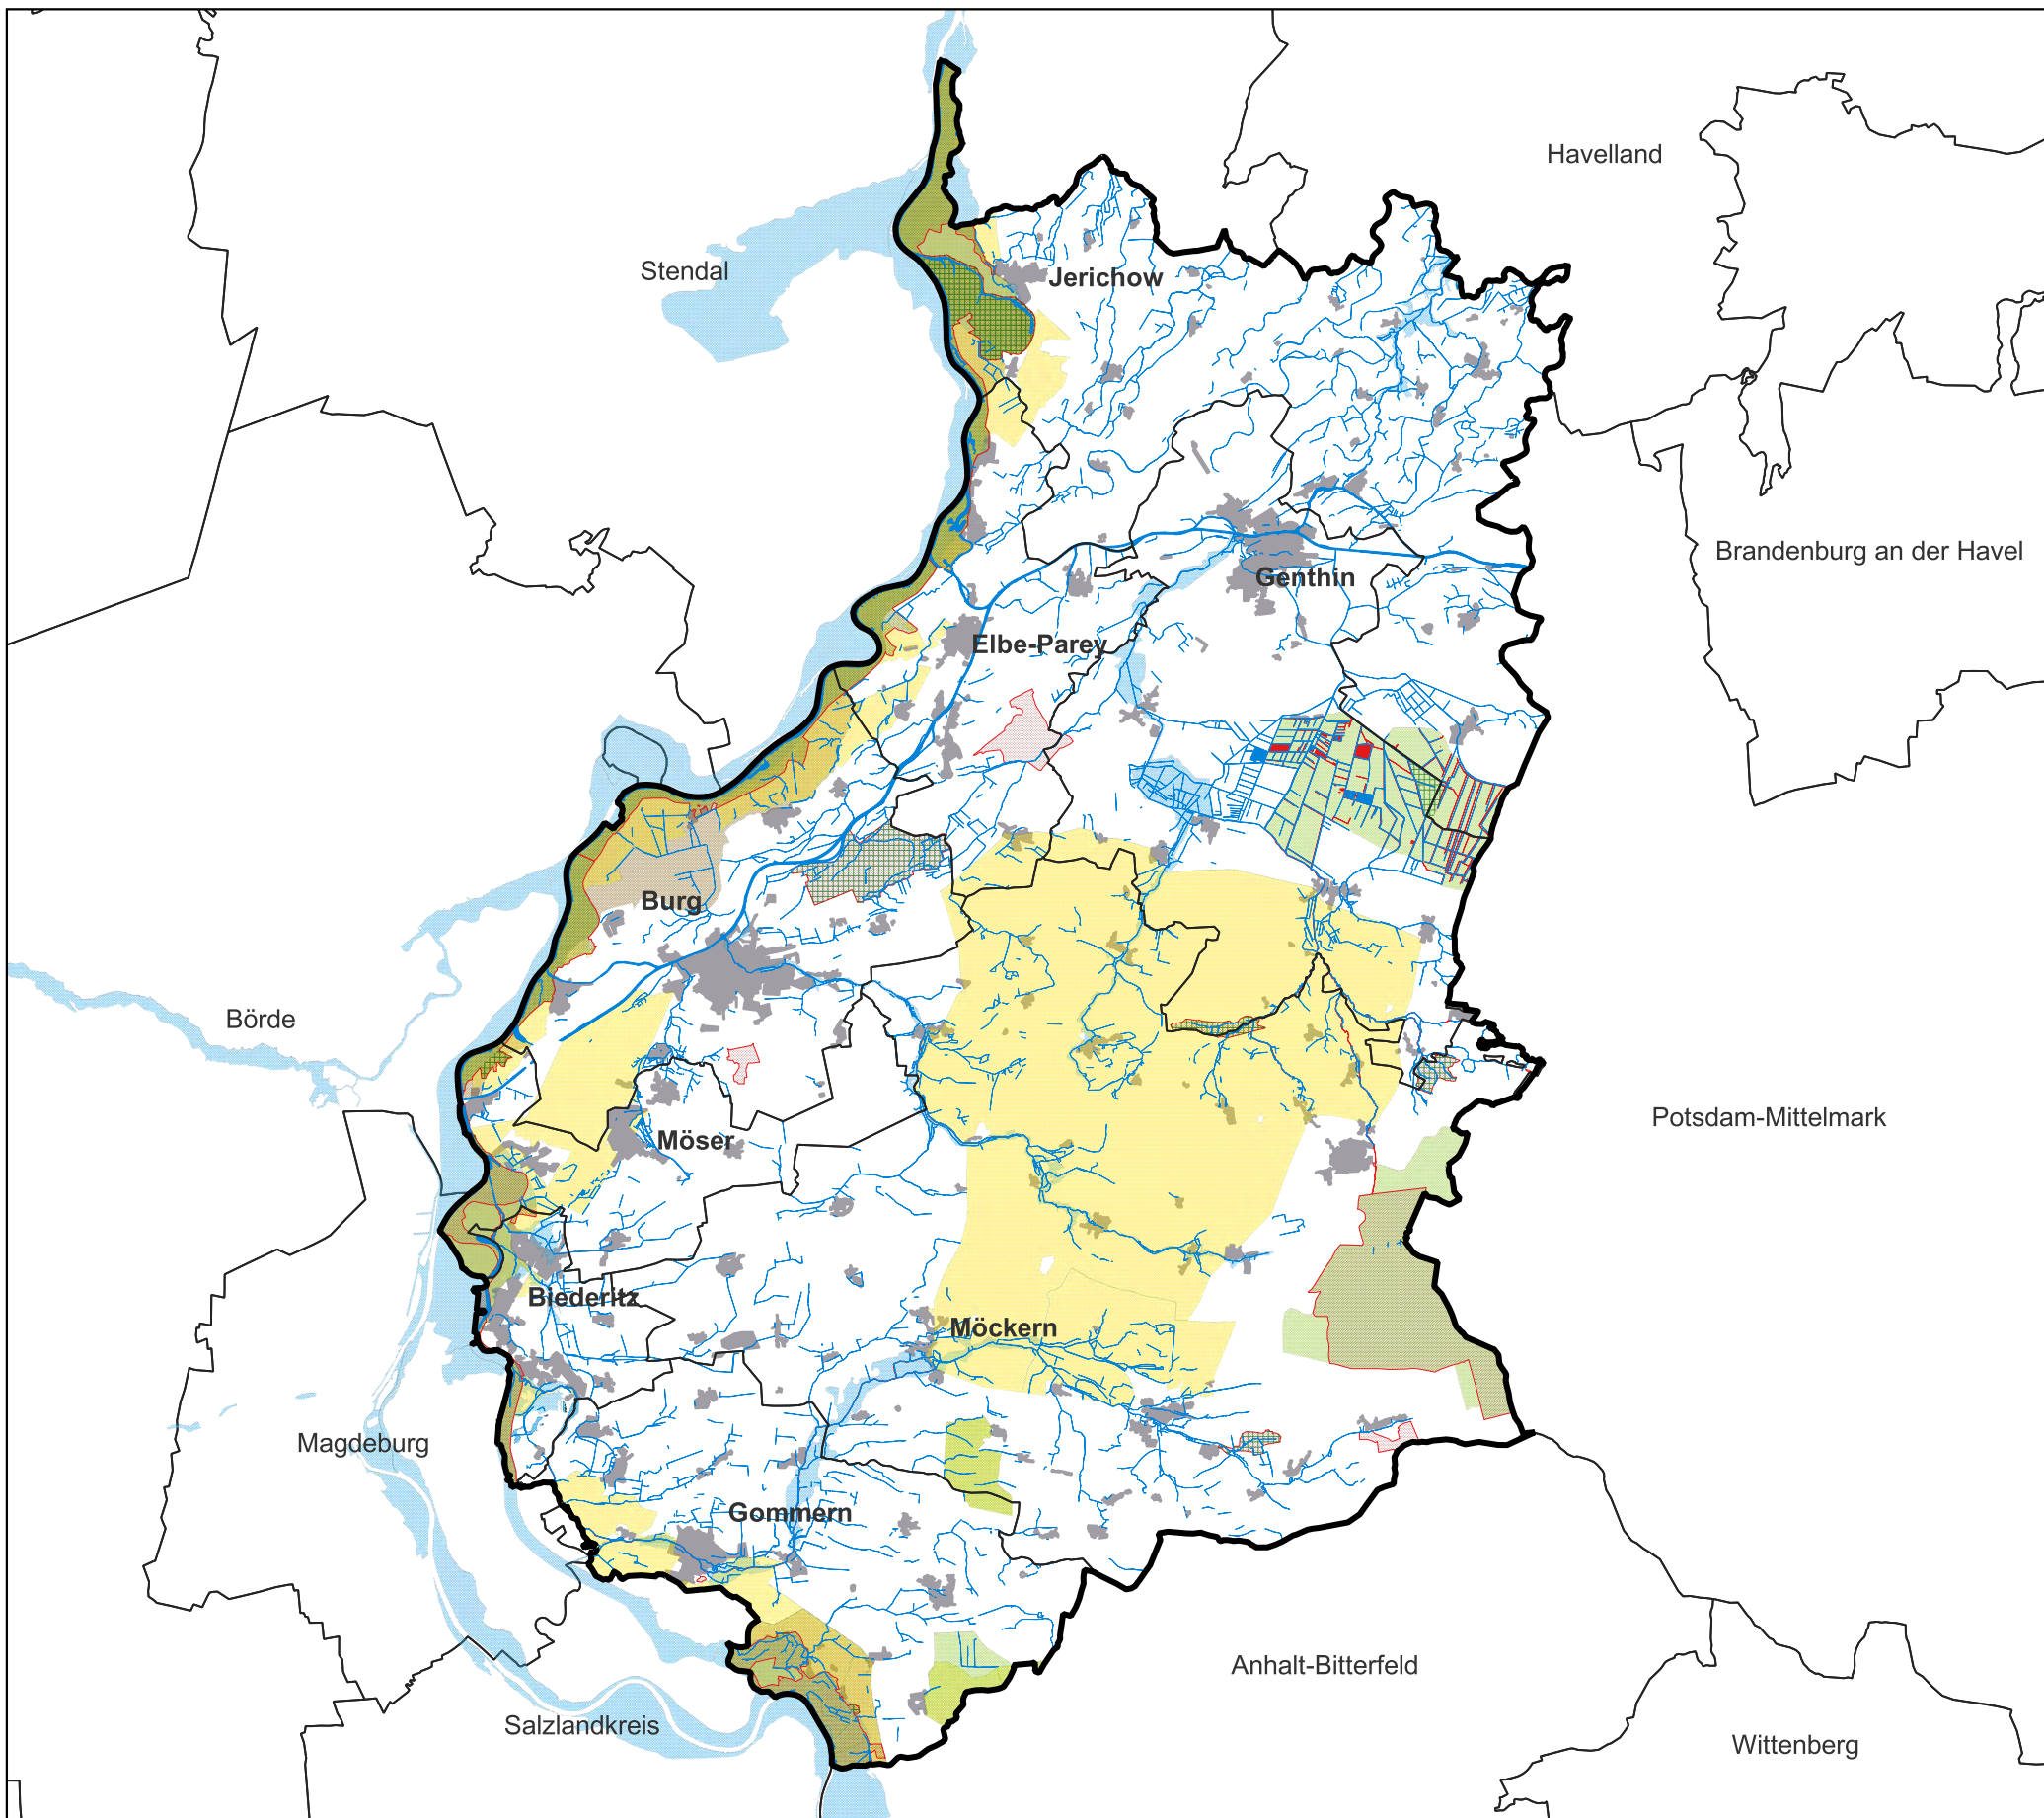 Havelland
Stendal
Jerichow
Brandenburg an der Havel
Genthin
Elbe-Parey
Burg
Börde
Potsdam-Mittelmark
Möser
Biederitz
Möckern
Magdeburg
Gommern
Anhalt-Bitterfeld
Salzlandkreis
Wittenberg